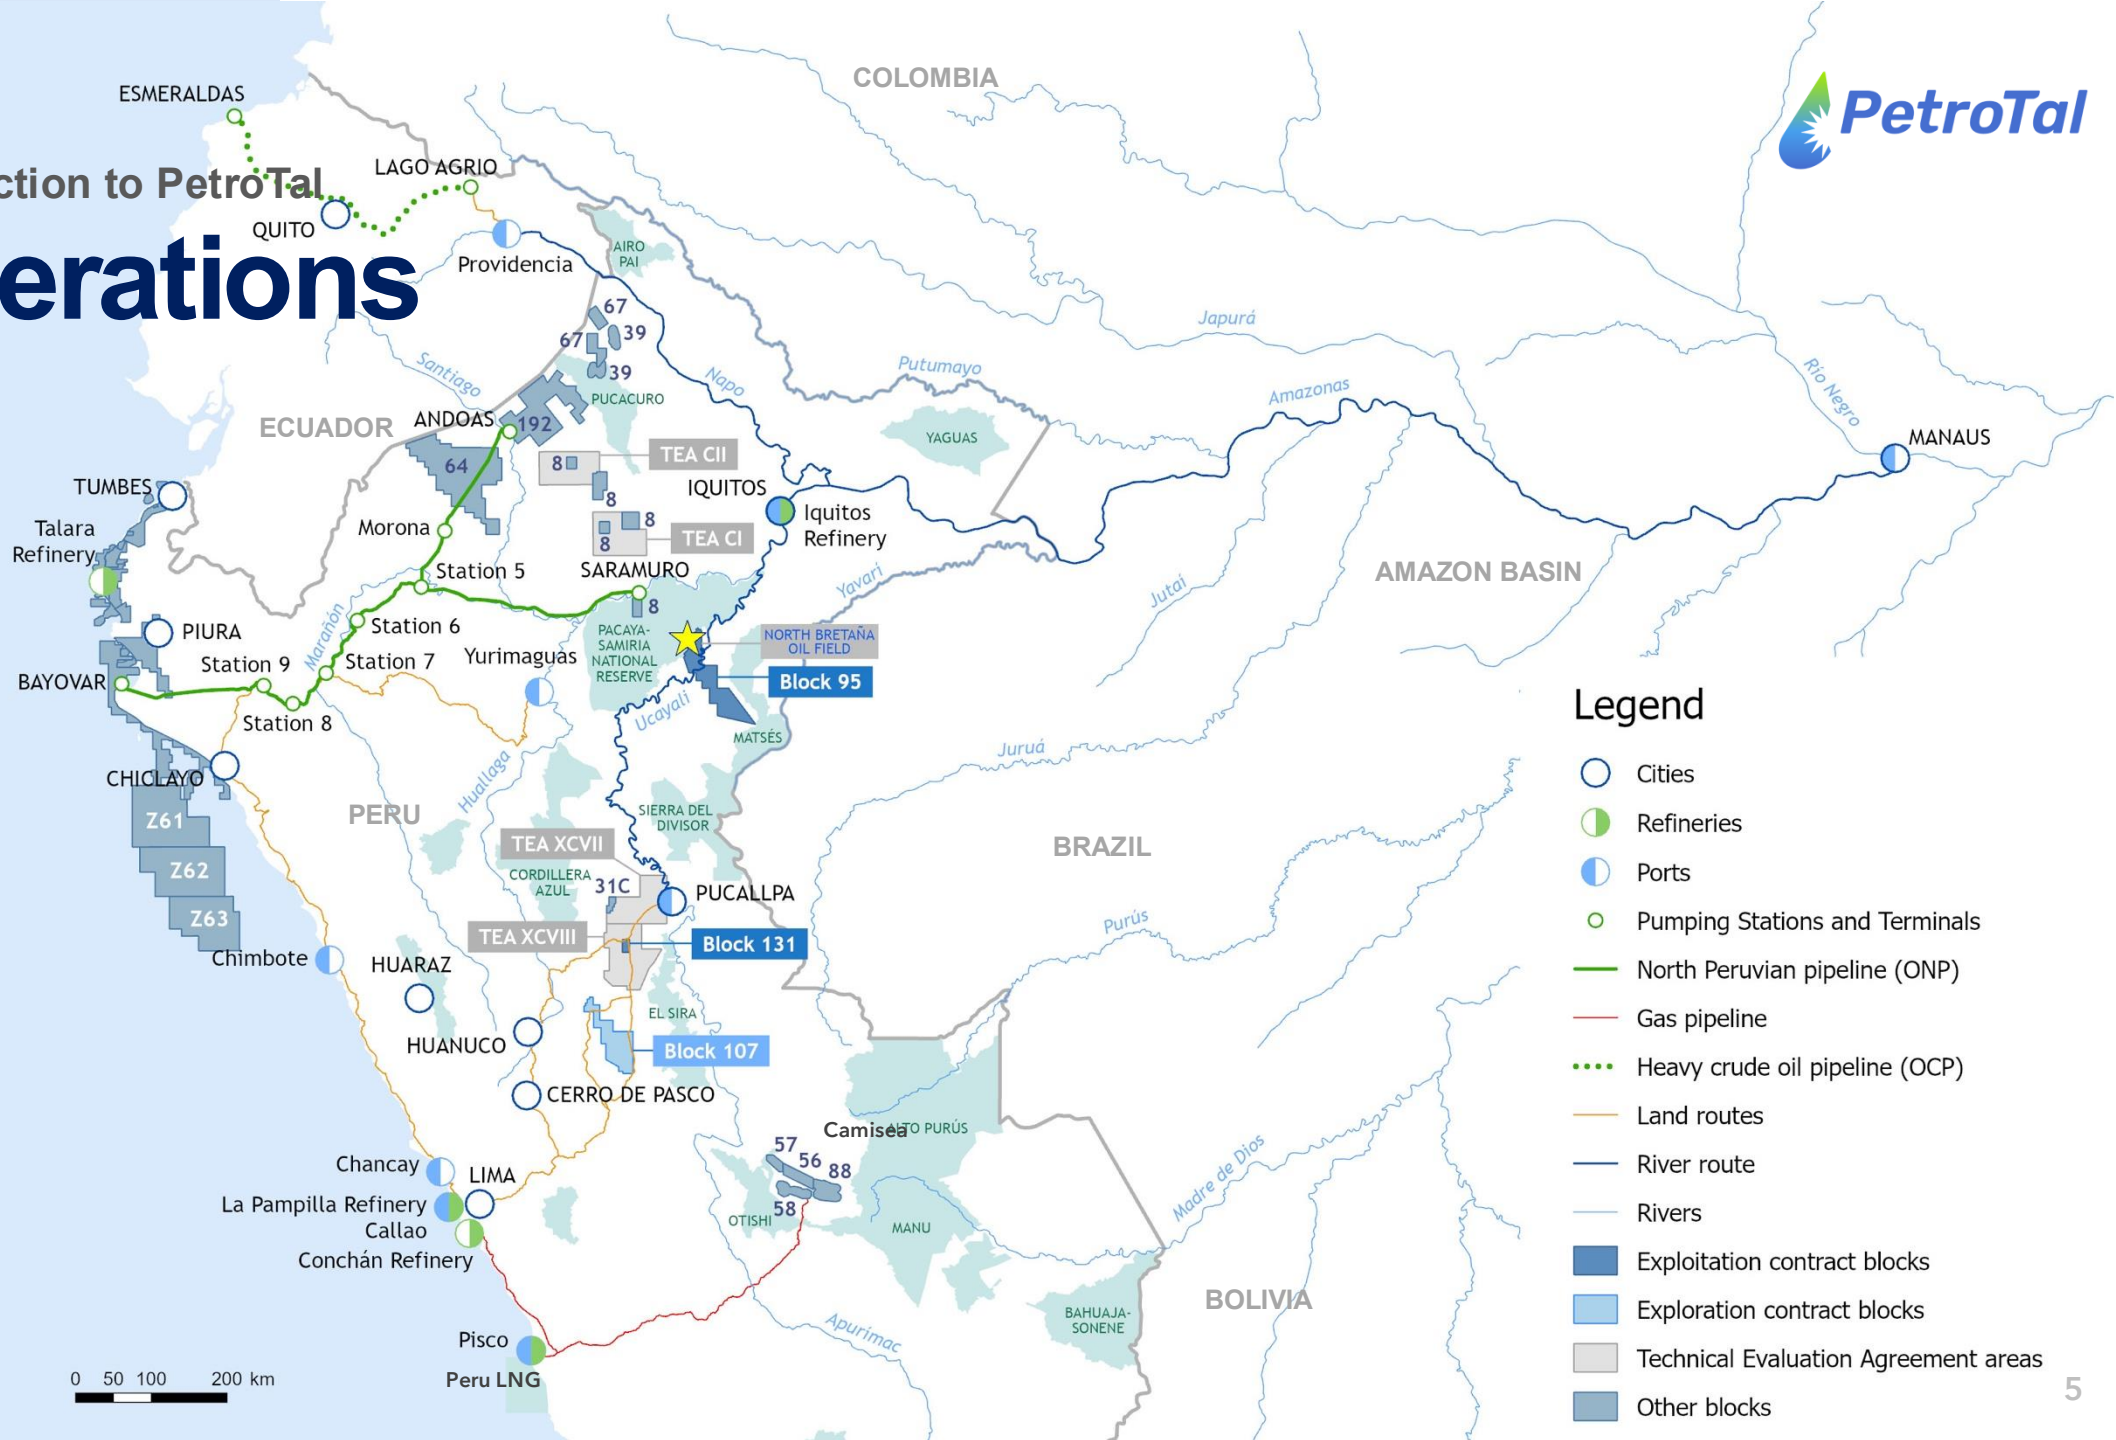 COLOMBIA
PetroTal
ESMERALDAS
LAGO AGRIO
ction to PetroTal
QUITO
erations
Providencia
AIRO
PAI
67
39
67
39
Japurá
Santiago
Napo
Putumayo
Rio Negro
Amazonas
PUCACURO
ECUADOR
ANDOAS
192
YAGUAS
MANAUS
64
8
TEA CII
TUMBES
IQUITOS
8
Talara
Refinery
Morona
8
8
TEA CI
Iquitos
Refinery
Station 5
SARAMURO
Yavarí
Jutaí
AMAZON BASIN
8
Marañón
Station 6
PIURA
PACAYA-
SAMIRIA
NATIONAL
RESERVE
NORTH BRETAÑA
OIL FIELD
Station 9
Station 7
Yurimaguas
BAYOVAR
Block 95
Station 8
Ucayali
MATSÉS
Juruá
CHICLAYO
Huallaga
Z61
PERU
SIERRA DEL
DIVISOR
TEA XCVII
BRAZIL
Z62
CORDILLERA
AZUL
31C
PUCALLPA
Z63
TEA XCVIII
Block 131
Purús
Chimbote
HUARAZ
EL SIRA
HUANUCO
Block 107
CERRO DE PASCO
Camisea
ALTO PURÚS
57
56
88
58
Chancay
LIMA
Madre de Dios
La Pampilla Refinery
Callao
OTISHI
MANU
Conchán Refinery
BOLIVIA
BAHUAJA-
SONENE
Apurimac
Pisco
Peru LNG
0 50 100 200 km
Legend
Cities
Refineries
Ports
Pumping Stations and Terminals
North Peruvian pipeline (ONP)
Gas pipeline
Heavy crude oil pipeline (OCP)
Land routes
River route
Rivers
Exploitation contract blocks
Exploration contract blocks
Technical Evaluation Agreement areas
Other blocks
5